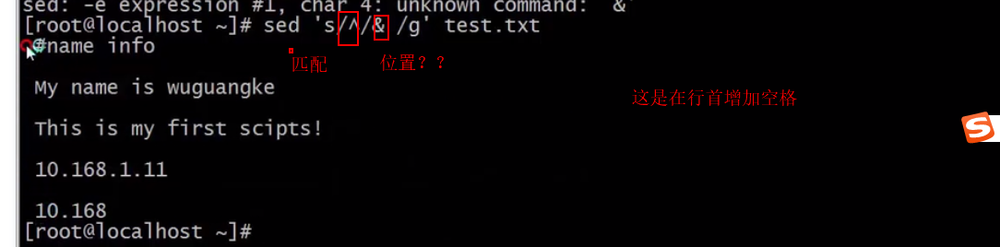 sed: -e expression #1, char 4: unknown command: `&'
[root@localhost ~]# sed 's/^/& /g' test.txt
#name info
匹配
位置？？
My name is wuguangke
这是在行首增加空格
This is my first scipts!
10.168.1.11
10.168
[root@localhost ~]#